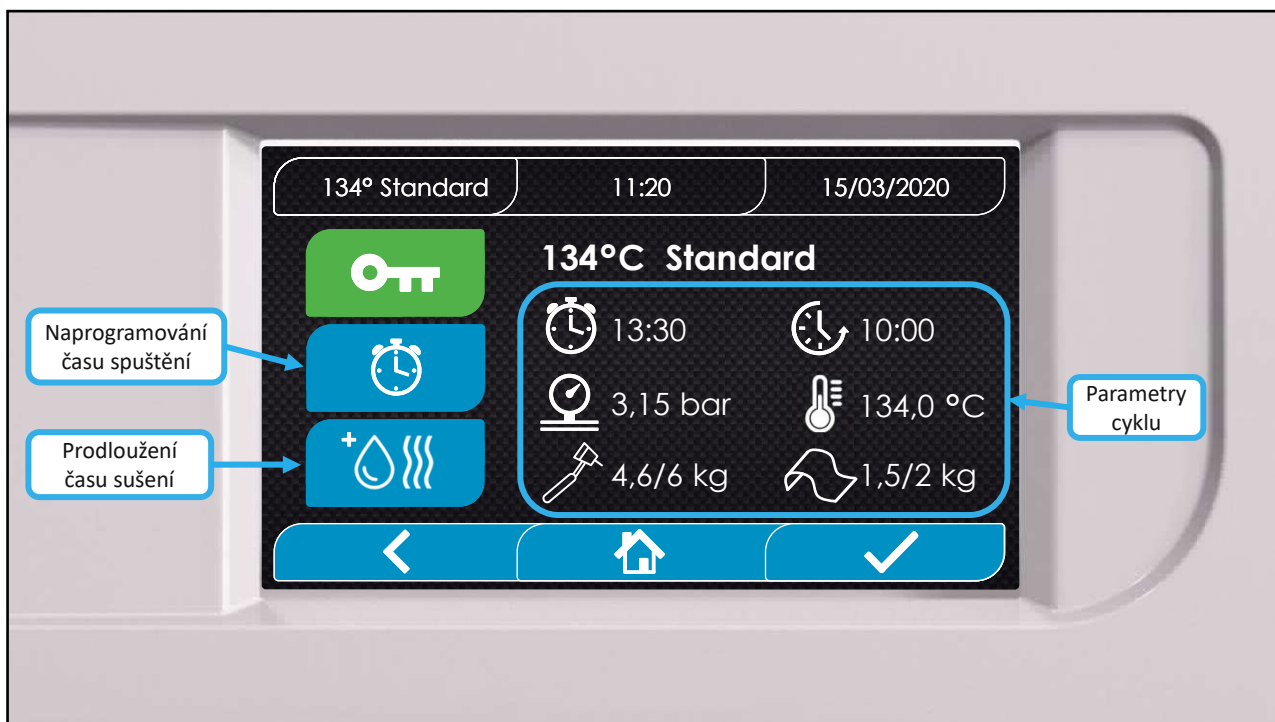 134º Standard
11:20
15/03/2020
134°C Standard
13:30
10:00
3,15 bar
134,0 °C
4,6/6 kg
1,5/2 kg
Naprogramování
času spuštění
Prodloužení
času sušení
Parametry
cyklu